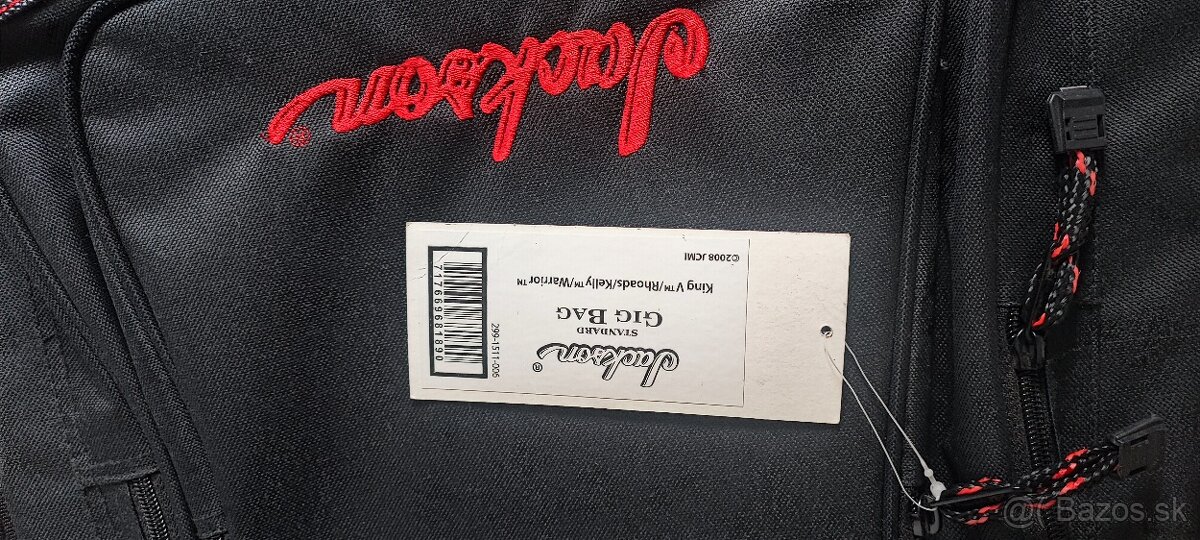 Jackson®
Jackson®
STANDARD
GIG BAG
King V™/Rhoads/Kelly™/Warrior™
©2008 JCMI
299-1511-006
717669681890
@ Bazos.sk